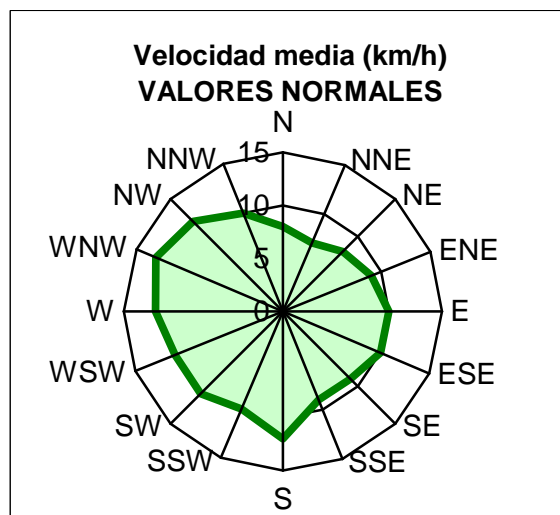 Velocidad media (km/h)
VALORES NORMALES
N
NNW 15 NNE
NW 10 NE
WNW 5 ENE
W 0 E
WSW ESE
SW SE
SSW SSE
S